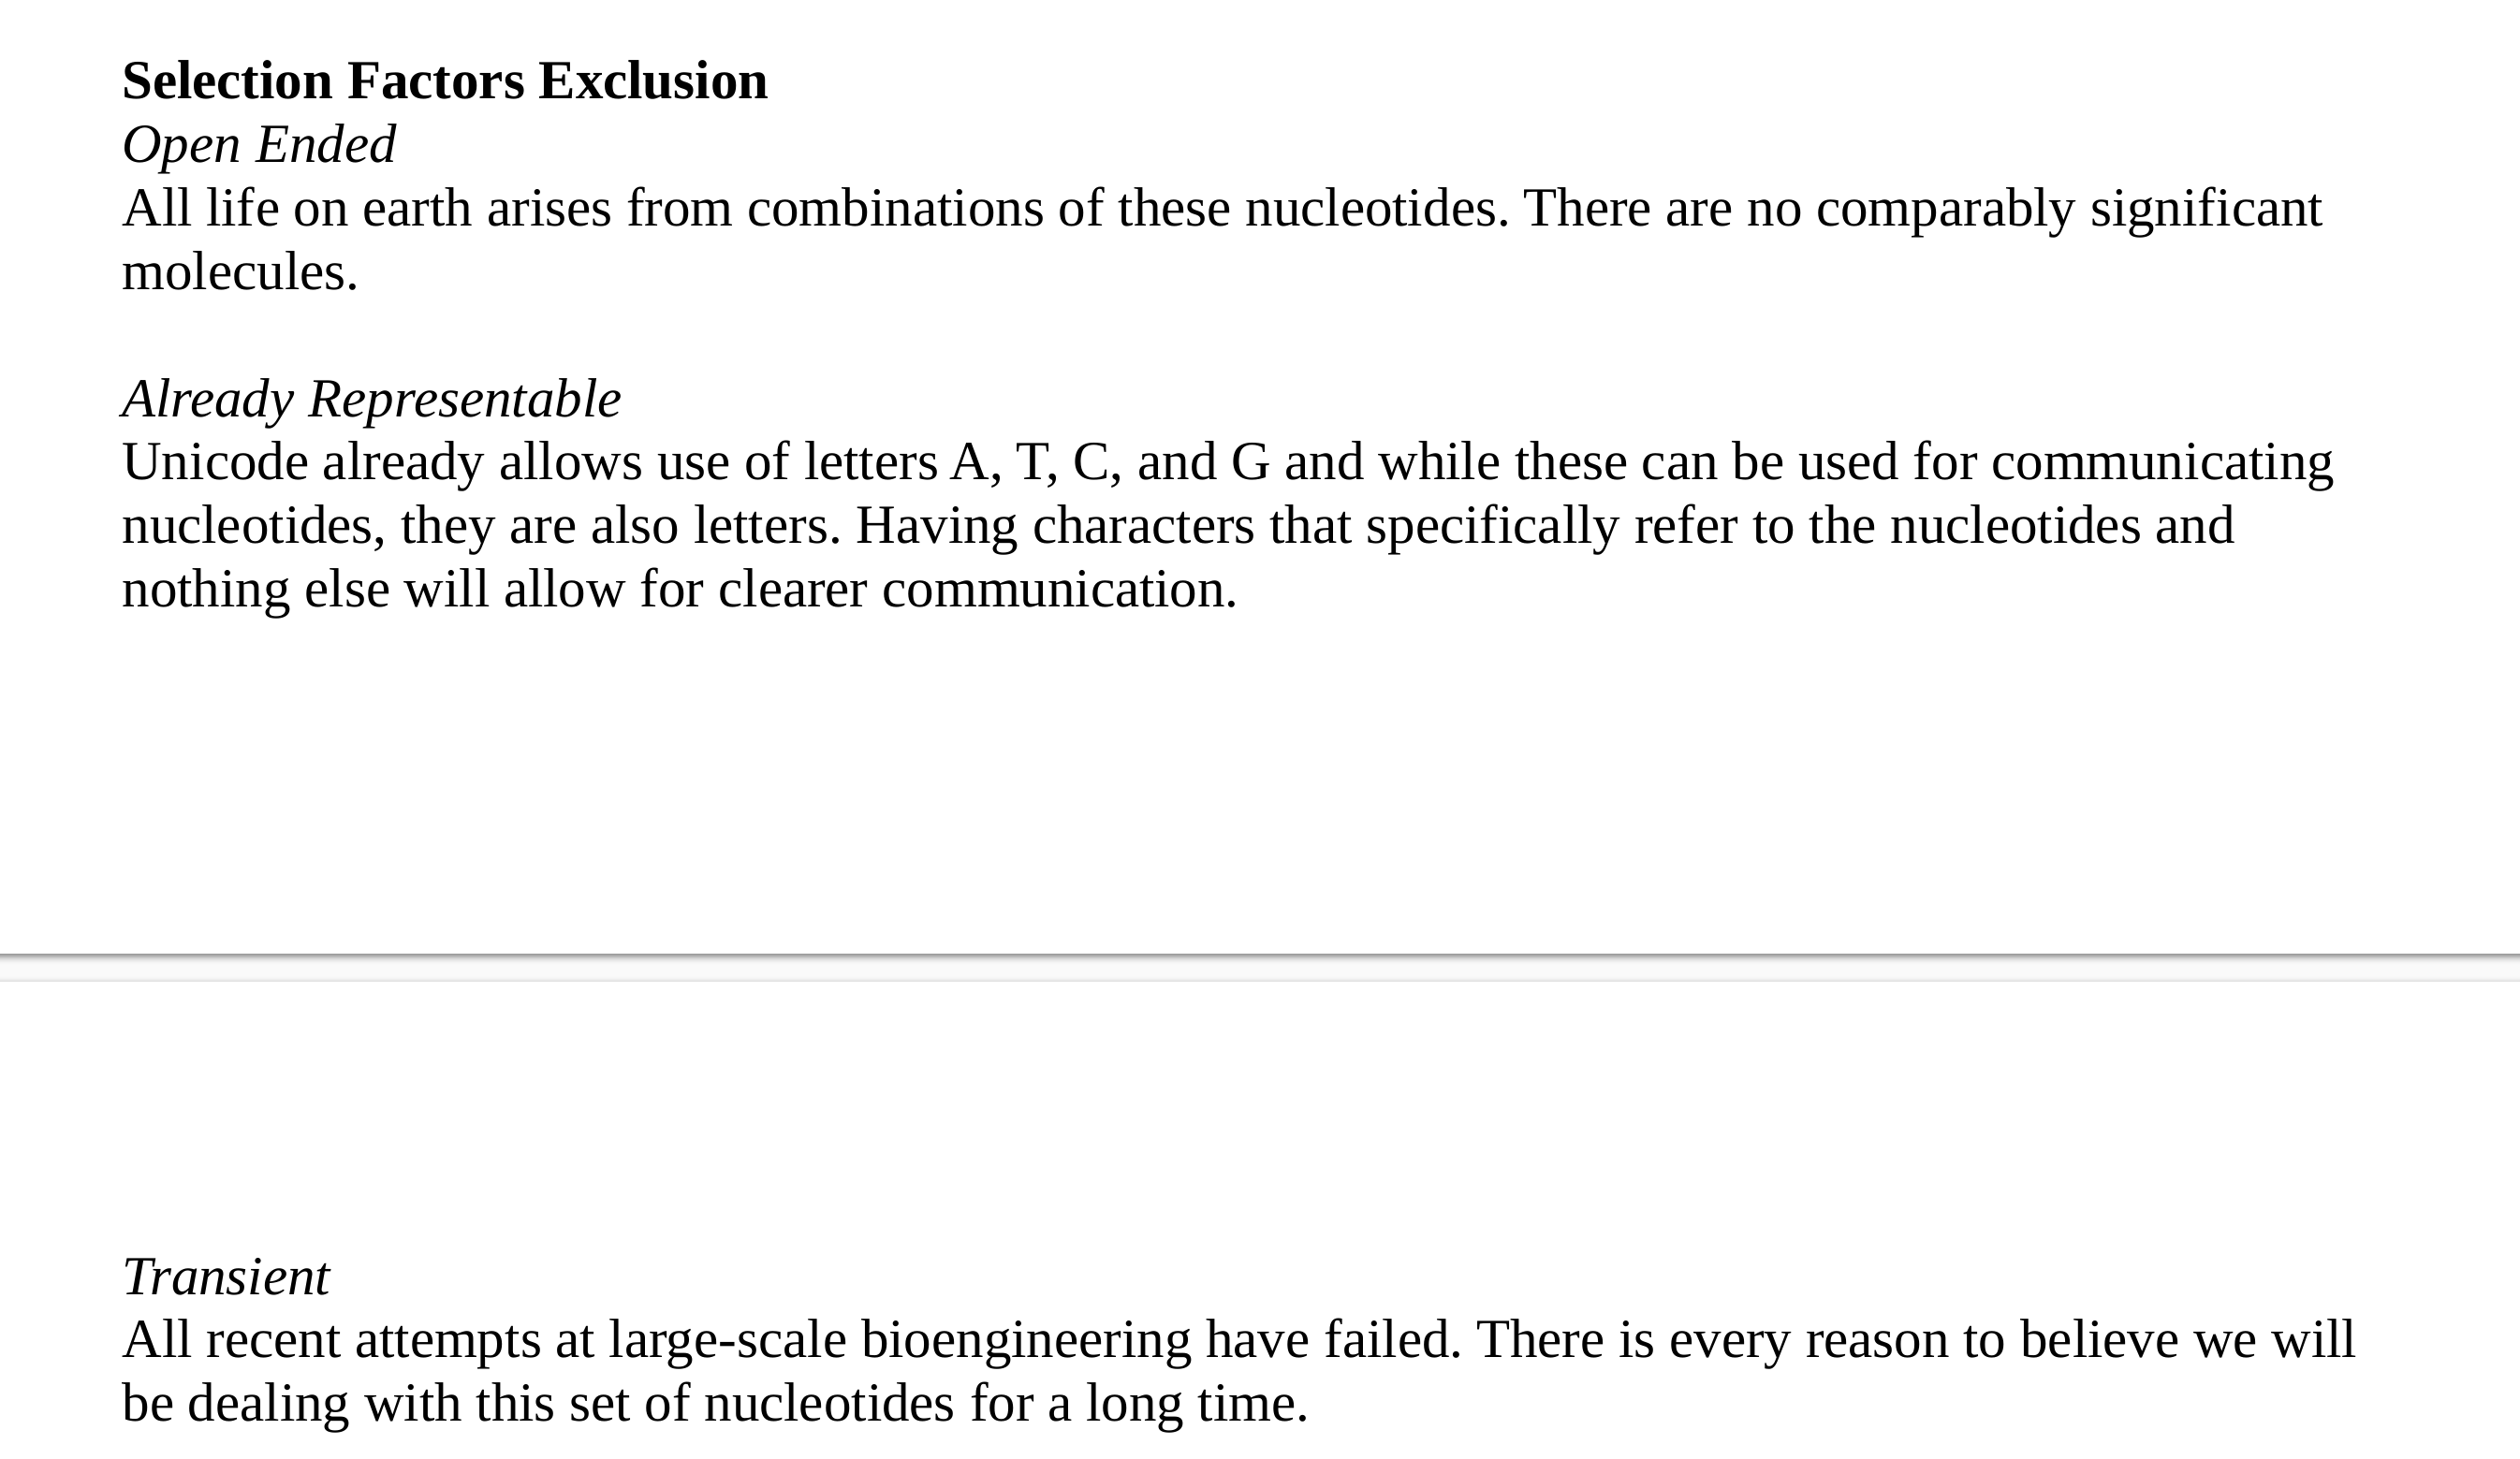 Selection Factors Exclusion
Open Ended
All life on earth arises from combinations of these nucleotides. There are no comparably significant
molecules.
Already Representable
Unicode already allows use of letters A, T, C, and G and while these can be used for communicating
nucleotides, they are also letters. Having characters that specifically refer to the nucleotides and
nothing else will allow for clearer communication.
Transient
All recent attempts at large-scale bioengineering have failed. There is every reason to believe we will
be dealing with this set of nucleotides for a long time.